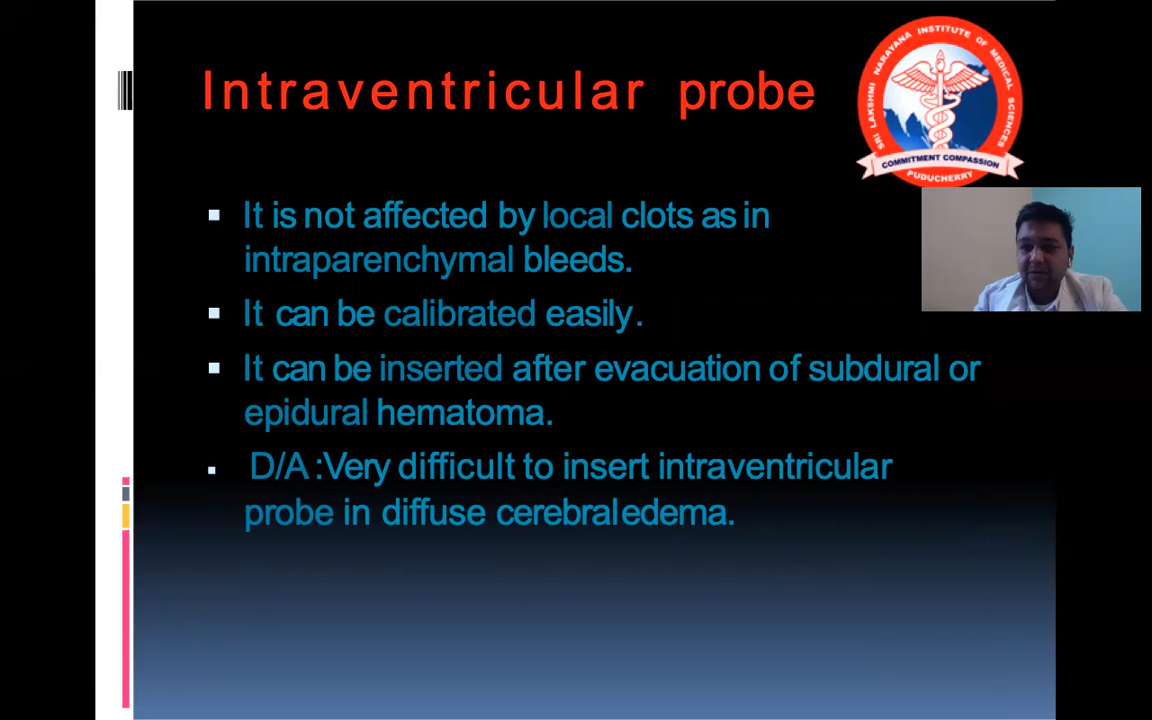 Intraventricular probe
SRI LAKSHMI NARAYANA INSTITUTE OF MEDICAL SCIENCES
COMMITMENT COMPASSION
PUDUCHERRY
It is not affected by local clots as in
intraparenchymal bleeds.
It can be calibrated easily.
It can be inserted after evacuation of subdural or
epidural hematoma.
D/A :Very difficult to insert intraventricular
probe in diffuse cerebraledema.